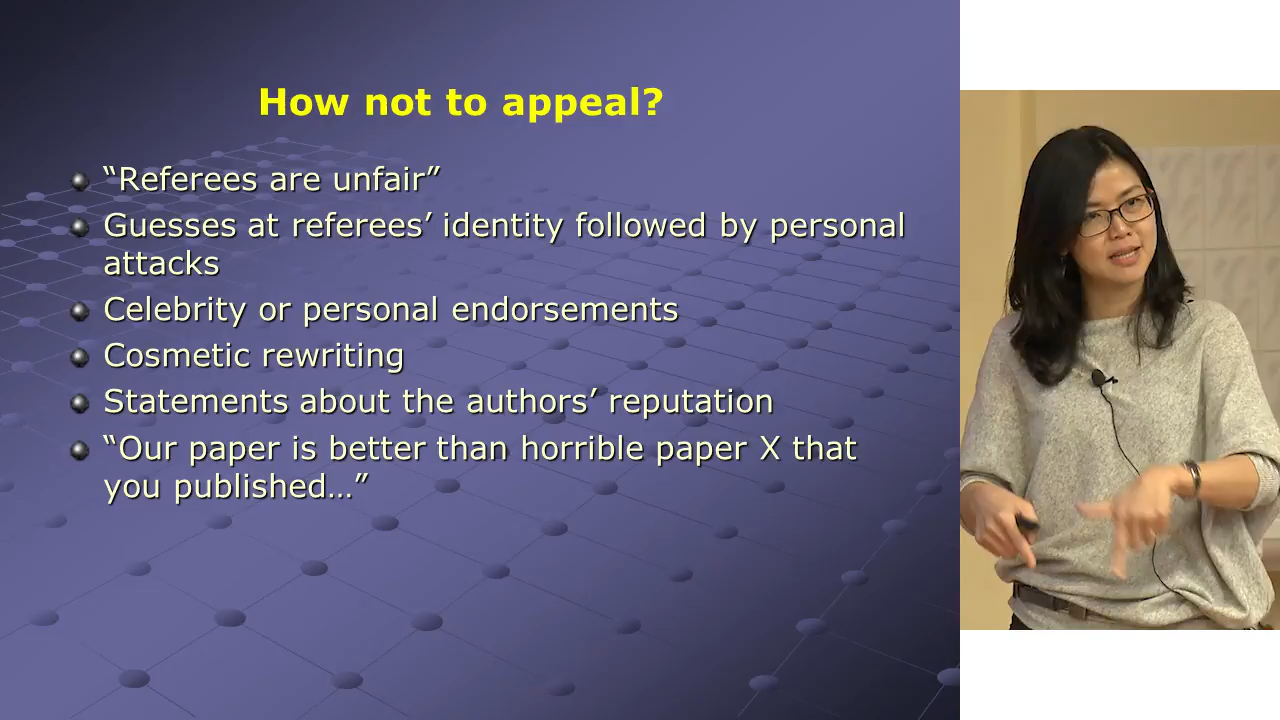 How not to appeal?
“Referees are unfair”
Guesses at referees’ identity followed by personal
attacks
Celebrity or personal endorsements
Cosmetic rewriting
Statements about the authors’ reputation
“Our paper is better than horrible paper X that
you published…”